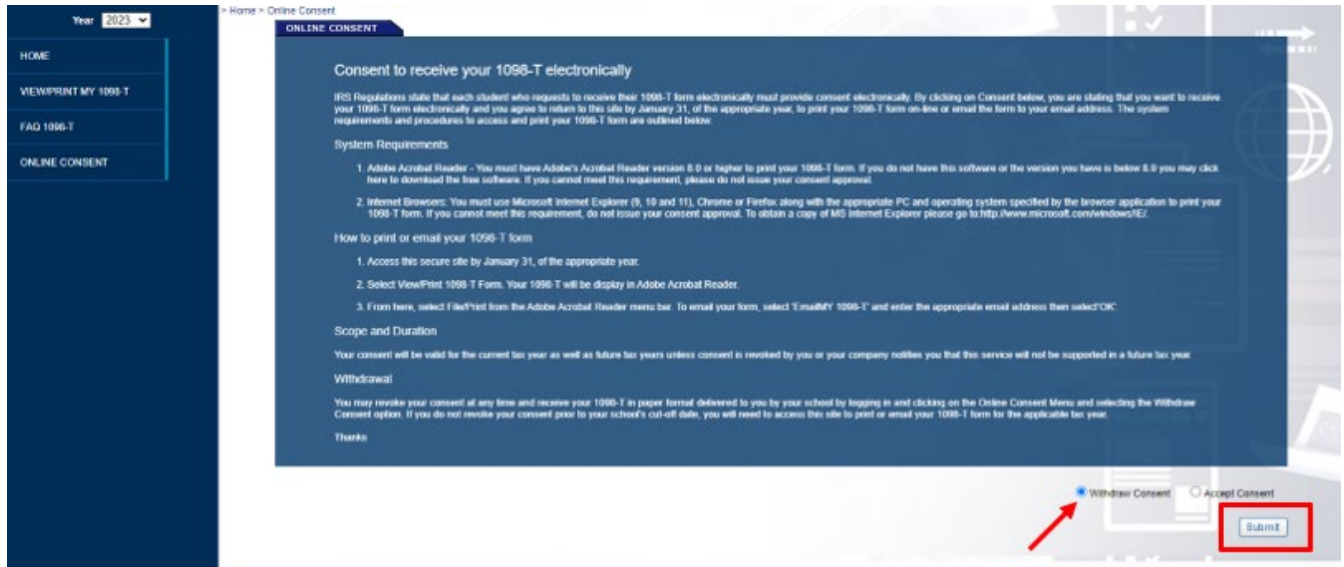 Year 2023
HOME
VIEW/PRINT MY 1098-T
FAQ 1098-T
ONLINE CONSENT
> Home > Online Consent
ONLINE CONSENT
Consent to receive your 1098-T electronically
IRS Regulations state that each student who requests to receive their 1098-T form electronically must provide consent electronically. By clicking on Consent below, you are stating that you want to receive
your 1098-T form electronically and you agree to return to this site by January 31, of the appropriate year, to print your 1098-T form on-line or email the form to your email address. The system
requirements and procedures to access and print your 1098-T form are outlined below.
System Requirements
1. Adobe Acrobat Reader - You must have Adobe's Acrobat Reader version 6.0 or higher to print your 1098-T form. If you do not have this software or the version you have is below 6.0 you may click
here to download the free software. If you cannot meet this requirement, please do not issue your consent approval.
2. Internet Browsers: You must use Microsoft Internet Explorer (9, 10 and 11), Chrome or Firefox along with the appropriate PC and operating system specified by the browser application to print your
1098-T form. If you cannot meet this requirement, do not issue your consent approval. To obtain a copy of MS Internet Explorer please go to:http://www.microsoft.com/windows/IE/.
How to print or email your 1098-T form
1. Access this secure site by January 31, of the appropriate year.
2. Select View/Print 1098-T Form. Your 1098-T will be display in Adobe Acrobat Reader.
3. From here, select File/Print from the Adobe Acrobat Reader menu bar. To email your form, select 'EmailMY 1098-T' and enter the appropriate email address then select'OK'.
Scope and Duration
Your consent will be valid for the current tax year as well as future tax years unless consent is revoked by you or your company notifies you that this service will not be supported in a future tax year.
Withdrawal
You may revoke your consent at any time and receive your 1098-T in paper format delivered to you by your school by logging in and clicking on the Online Consent Menu and selecting the Withdraw
Consent option. If you do not revoke your consent prior to your school's cut-off date, you will need to access this site to print or email your 1098-T form for the applicable tax year.
Thanks
Withdraw Consent Accept Consent
Submit